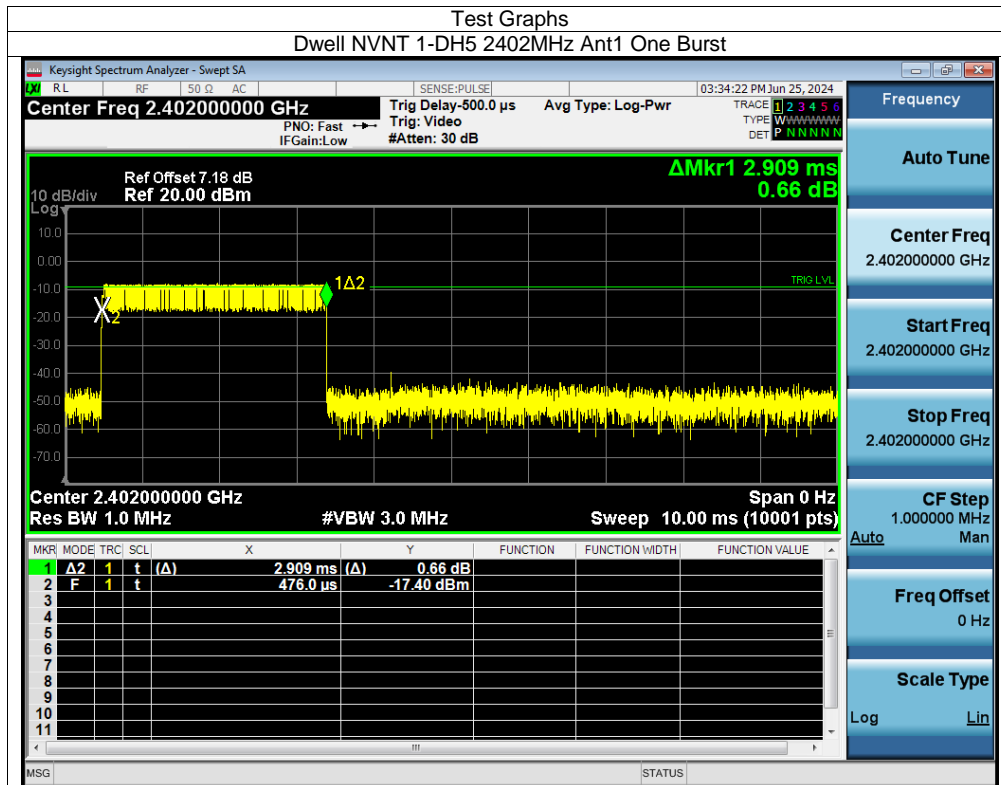 Test Graphs
Dwell NVNT 1-DH5 2402MHz Ant1 One Burst
Keysight Spectrum Analyzer - Swept SA
LXI RL RF 50 Ω AC SENSE:PULSE 03:34:22 PM Jun 25, 2024
Center Freq 2.402000000 GHz
PNO: Fast
IFGain:Low
Trig Delay-500.0 µs
Trig: Video
#Atten: 30 dB
Avg Type: Log-Pwr
TRACE 1 2 3 4 5 6
TYPE WWWWWW
DET P N N N N N
ΔMkr1 2.909 ms
0.66 dB
Ref Offset 7.18 dB
10 dB/div Ref 20.00 dBm
Log
10.0
0.00
-10.0
-20.0
-30.0
-40.0
-50.0
-60.0
-70.0
1Δ2
TRIG LVL
2
Center 2.402000000 GHz Span 0 Hz
Res BW 1.0 MHz #VBW 3.0 MHz Sweep 10.00 ms (10001 pts)
MKR MODE TRC SCL X Y FUNCTION FUNCTION WIDTH FUNCTION VALUE
1 Δ2 1 t (Δ) 2.909 ms (Δ) 0.66 dB
2 F 1 t 476.0 µs -17.40 dBm
3
4
5
6
7
8
9
10
11
MSG STATUS
Frequency
Auto Tune
Center Freq
2.402000000 GHz
Start Freq
2.402000000 GHz
Stop Freq
2.402000000 GHz
CF Step
1.000000 MHz
Auto Man
Freq Offset
0 Hz
Scale Type
Log Lin